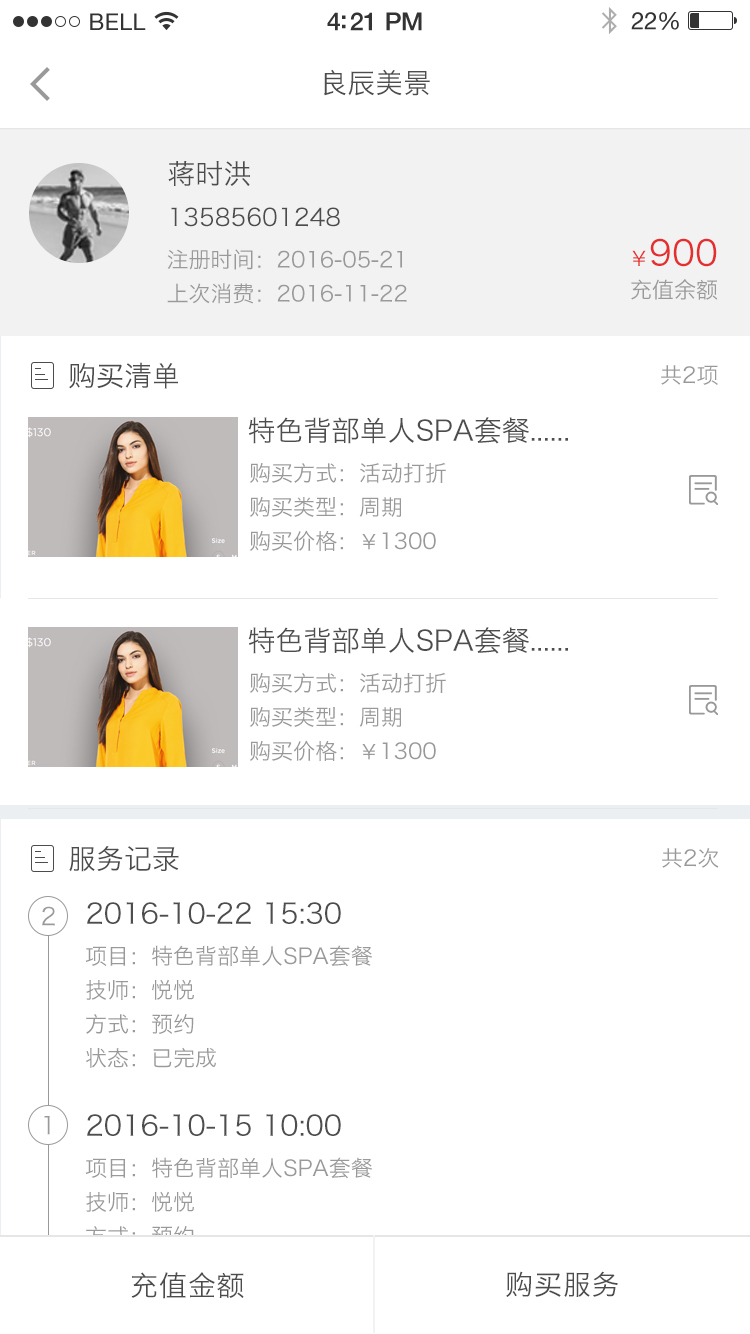 BELL 4:21 PM 22%
良辰美景
蒋时洪
13585601248
注册时间：2016-05-21
上次消费：2016-11-22
¥900
充值余额
购买清单 共2项
$130
Size
ER
特色背部单人SPA套餐......
购买方式：活动打折
购买类型：周期
购买价格：¥1300
$130
Size
ER
特色背部单人SPA套餐......
购买方式：活动打折
购买类型：周期
购买价格：¥1300
服务记录 共2次
2 2016-10-22 15:30
项目：特色背部单人SPA套餐
技师：悦悦
方式：预约
状态：已完成
1 2016-10-15 10:00
项目：特色背部单人SPA套餐
技师：悦悦
方式：预约
充值金额 购买服务